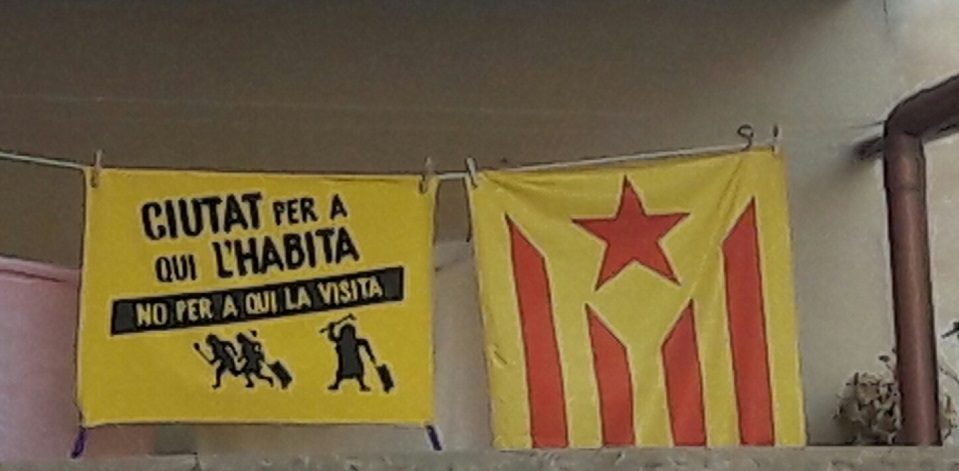 CIUTAT PER A
QUI L'HABITA
NO PER A QUI LA VISITA